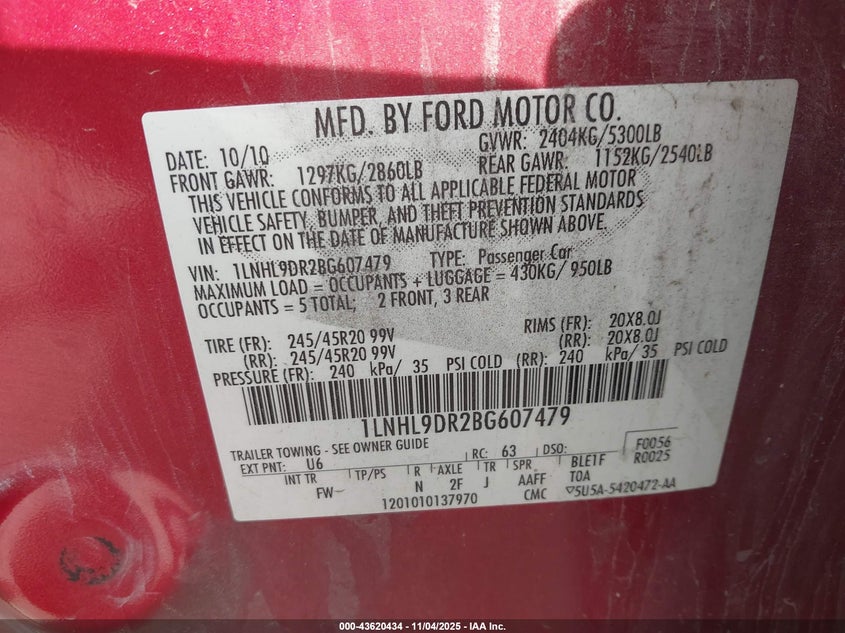 MFD. BY FORD MOTOR CO.
DATE: 10/10 GVWR: 2404KG/5300LB
FRONT GAWR: 1297KG/2860LB REAR GAWR: 1152KG/2540LB
THIS VEHICLE CONFORMS TO ALL APPLICABLE FEDERAL MOTOR
VEHICLE SAFETY, BUMPER, AND THEFT PREVENTION STANDARDS
IN EFFECT ON THE DATE OF MANUFACTURE SHOWN ABOVE.
VIN: 1LNHL9DR2BG607479 TYPE: Passenger Car
MAXIMUM LOAD = OCCUPANTS + LUGGAGE = 430KG/ 950LB
OCCUPANTS = 5 TOTAL; 2 FRONT, 3 REAR
TIRE (FR): 245/45R20 99V RIMS (FR): 20X8.0J
(RR): 245/45R20 99V (RR): 20X8.0J
PRESSURE (FR): 240 kPa/ 35 PSI COLD (RR): 240 kPa/ 35 PSI COLD
1LNHL9DR2BG607479
TRAILER TOWING - SEE OWNER GUIDE
EXT PNT: U6 RC: 63 DSO: F0056
R0025
INT TR TP/PS R AXLE TR SPR BLE1F
FW- N 2F J AAFF T0A
1201010137970 CMC ▽5U5A-5420472-AA
000-43620434 - 11/04/2025 - IAA Inc.